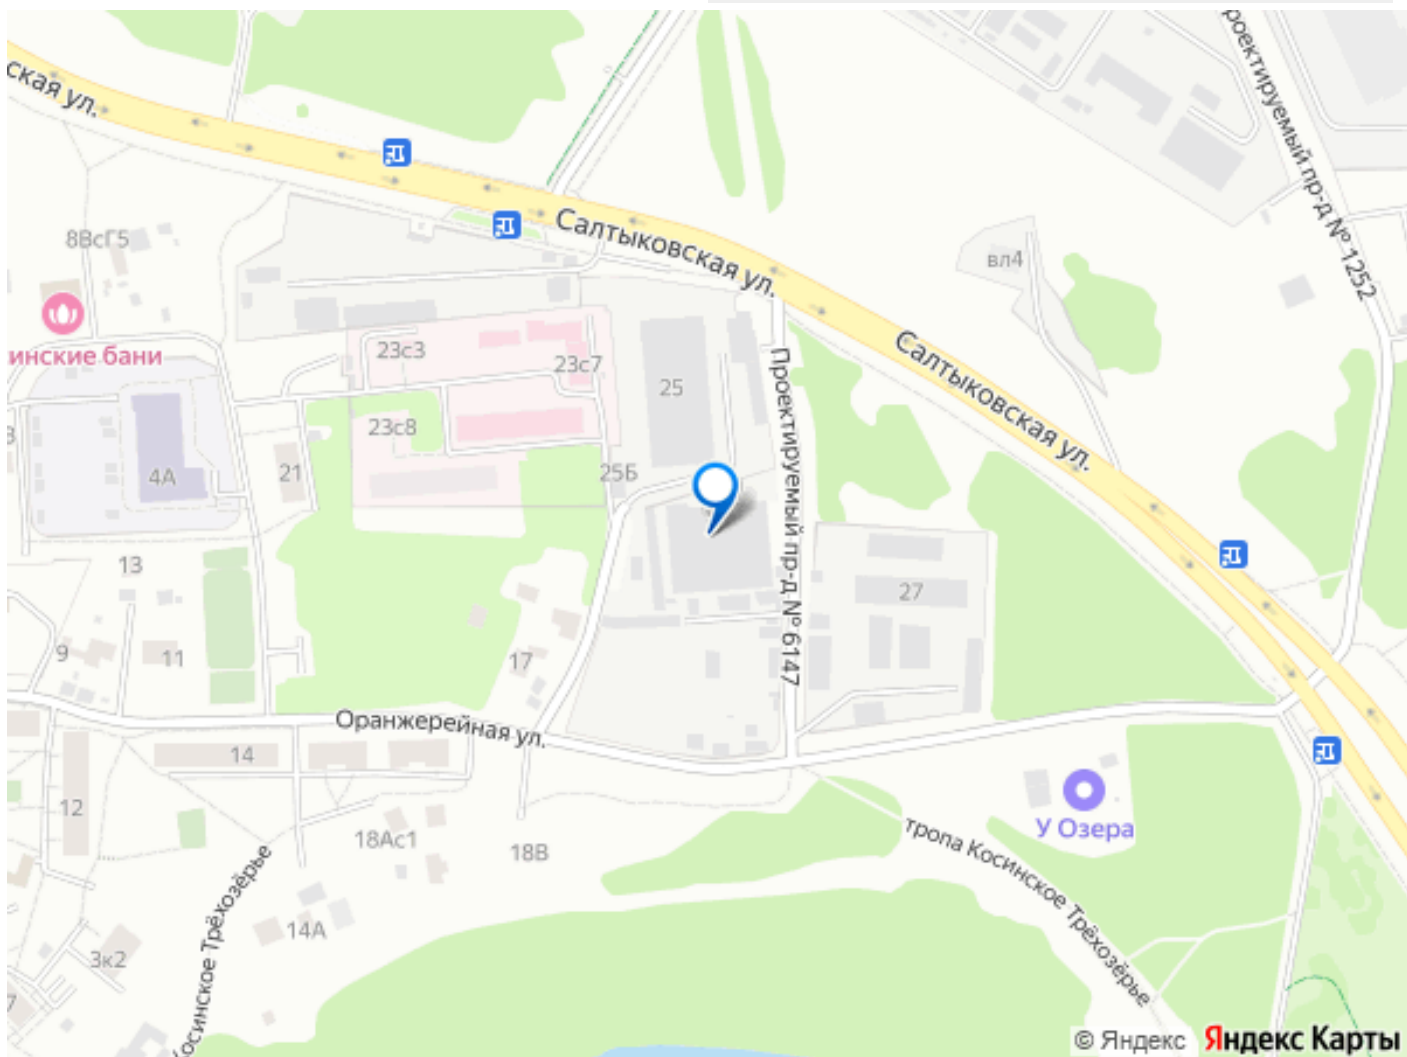 ская ул.
роектируемый пр-д № 1252
8ВсГ5
Салтыковская ул.
вл4
инские бани
23с3
23с7
25
Салтыковская ул.
Проектируемый пр-д № 6147
23с8
21
4А
25Б
13
27
9
11
17
Оранжерейная ул.
14
12
18Ас1
18В
У Озера
тропа Косинское Трёхозёрье
14А
3к2
Косинское Трёхозёрье
© Яндекс Яндекс Карты